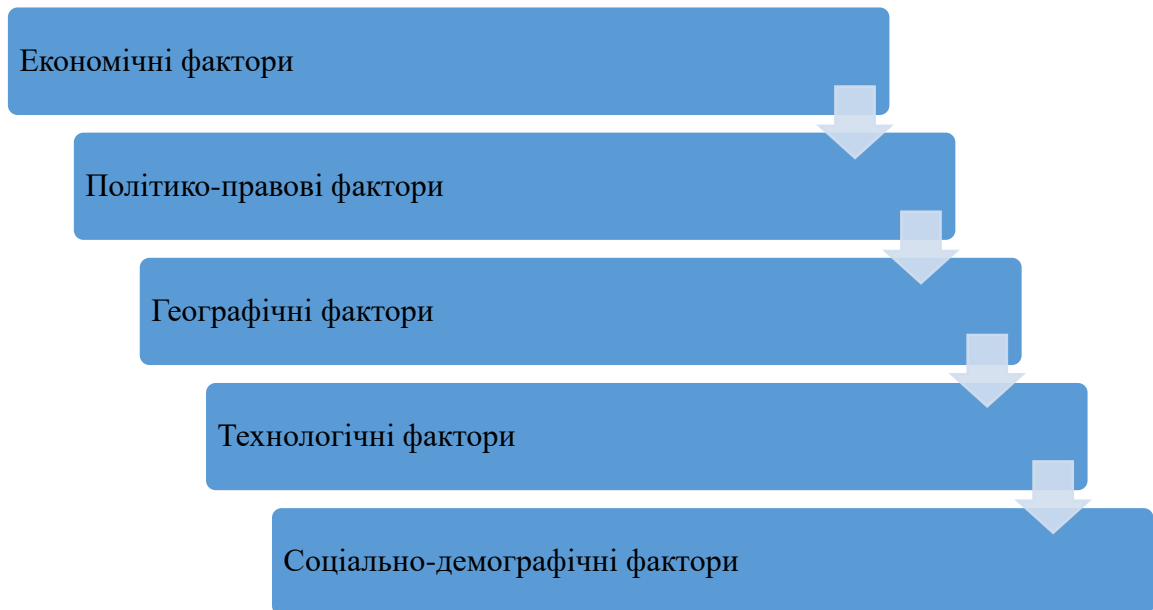 Економічні фактори
Політико-правові фактори
Географічні фактори
Технологічні фактори
Соціально-демографічні фактори